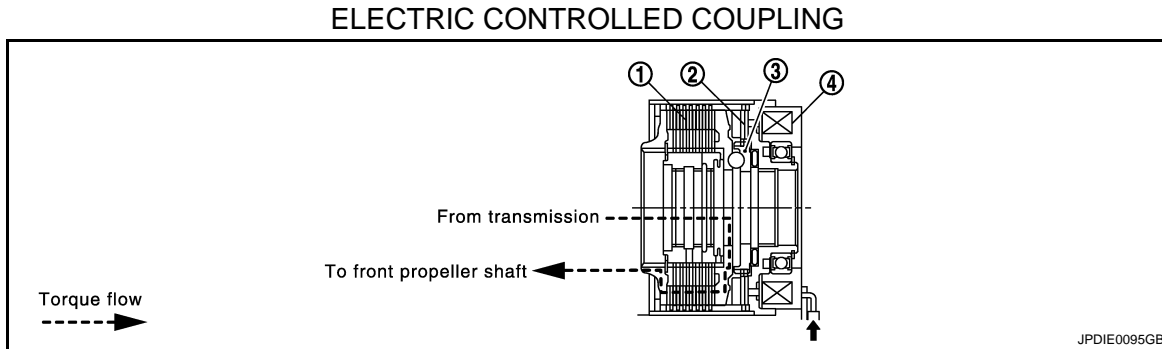 ELECTRIC CONTROLLED COUPLING
① ② ③ ④
From transmission
To front propeller shaft
Torque flow
JPDIE0095GB